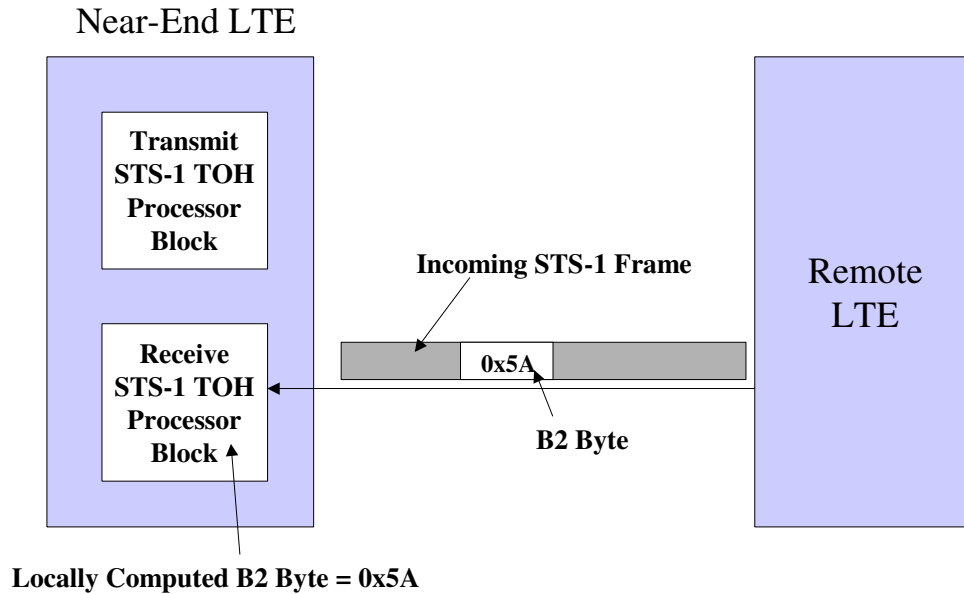 Near-End LTE
Transmit
STS-1 TOH
Processor
Block
Incoming STS-1 Frame
Remote
LTE
Receive
STS-1 TOH
Processor
Block
0x5A
B2 Byte
Locally Computed B2 Byte = 0x5A